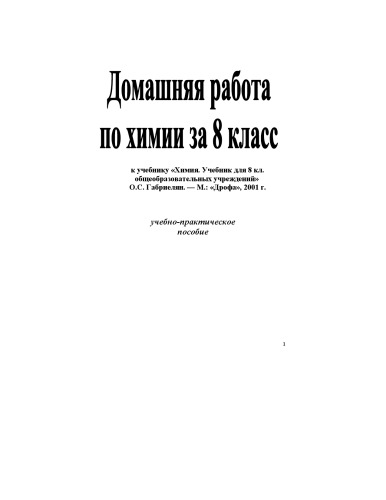 Домашняя работа
по химии за 8 класс
к учебнику «Химия. Учебник для 8 кл.
общеобразовательных учреждений»
О.С. Габриелян. — М.: «Дрофа», 2001 г.
учебно-практическое
пособие
1